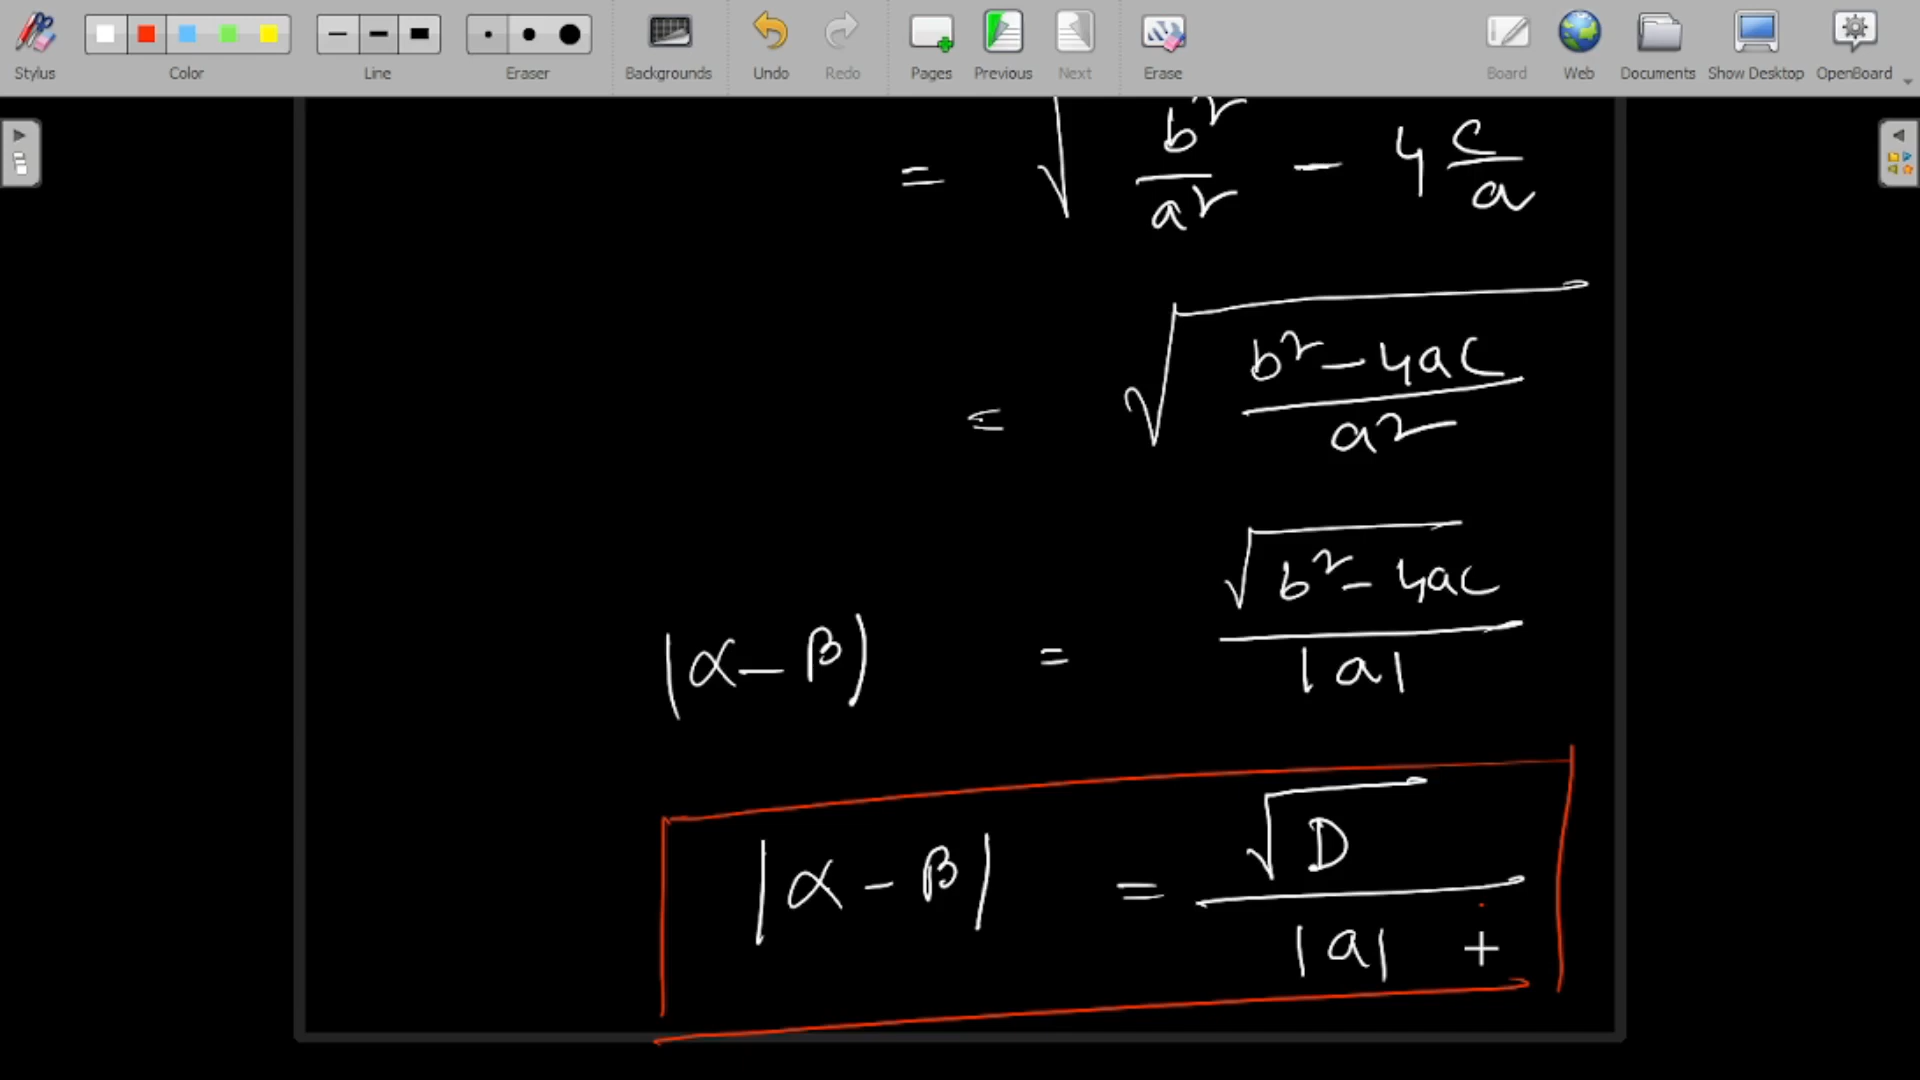 Stylus Color Line Eraser Backgrounds Undo Redo Pages Previous Next Erase Board Web Documents Show Desktop OpenBoard
= √ b²/a² - 4 c/a
= √(b²-4ac / a²)
|α-β) = √(b²-4ac) / |a|
|α-β| = √D / |a|